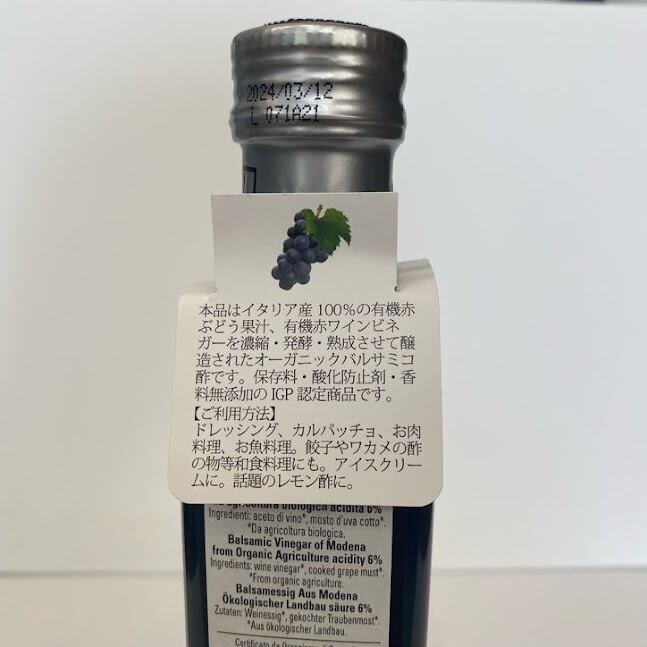 2024/03/12
L 071A21
本品はイタリア産100%の有機赤
ぶどう果汁、有機赤ワインビネ
ガーを濃縮・発酵・熟成させて醸
造されたオーガニックバルサミコ
酢です。保存料・酸化防止剤・香
料無添加の IGP 認定商品です。
【ご利用方法】
ドレッシング、カルパッチョ、お肉
料理、お魚料理。餃子やワカメの酢
の物等和食料理にも。アイスクリー
ムに。話題のレモン酢に。
agricoltura biologica acidità 6%
Ingredienti: aceto di vino*, mosto d'uva cotto*.
*Da agricoltura biologica.
Balsamic Vinegar of Modena
from Organic Agriculture acidity 6%
Ingredients: wine vinegar*, cooked grape must*.
*From organic agriculture.
Balsamessig Aus Modena
Ökologischer Landbau säure 6%
Zutaten: Weinessig*, gekochter Traubenmost*.
*Aus ökologischer Landbau.
Certificato da